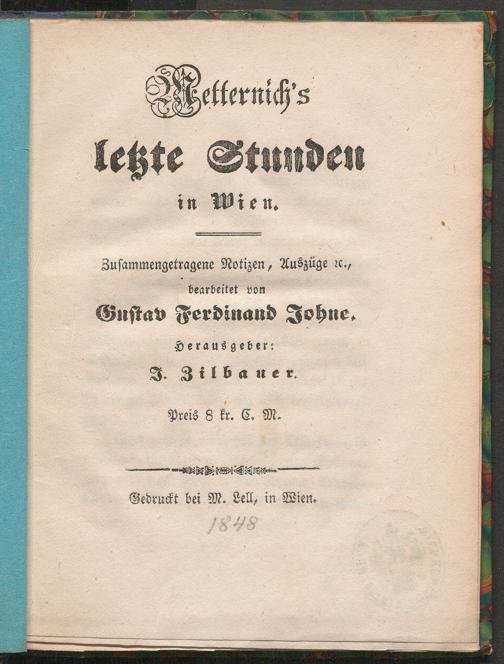 Metternich's
letzte Stunden
in Wien.
Zusammengetragene Notizen, Auszüge ꝛc.,
bearbeitet von
Gustav Ferdinand Johne.
Herausgeber:
J. Zilbauer.
Preis 8 kr. C. M.
Gedruckt bei M. Lell, in Wien.
1848